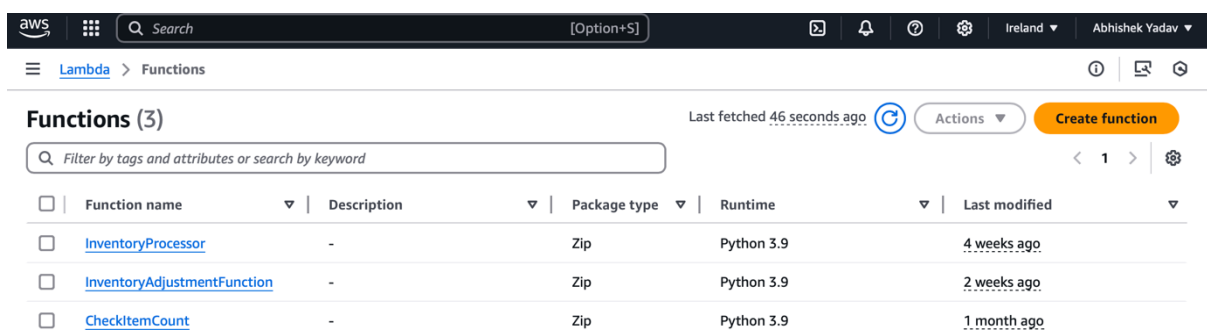 aws Search [Option+S] Ireland Abhishek Yadav
Lambda > Functions
Functions (3) Last fetched 46 seconds ago Actions Create function
Filter by tags and attributes or search by keyword < 1 >
Function name Description Package type Runtime Last modified
InventoryProcessor - Zip Python 3.9 4 weeks ago
InventoryAdjustmentFunction - Zip Python 3.9 2 weeks ago
CheckItemCount - Zip Python 3.9 1 month ago